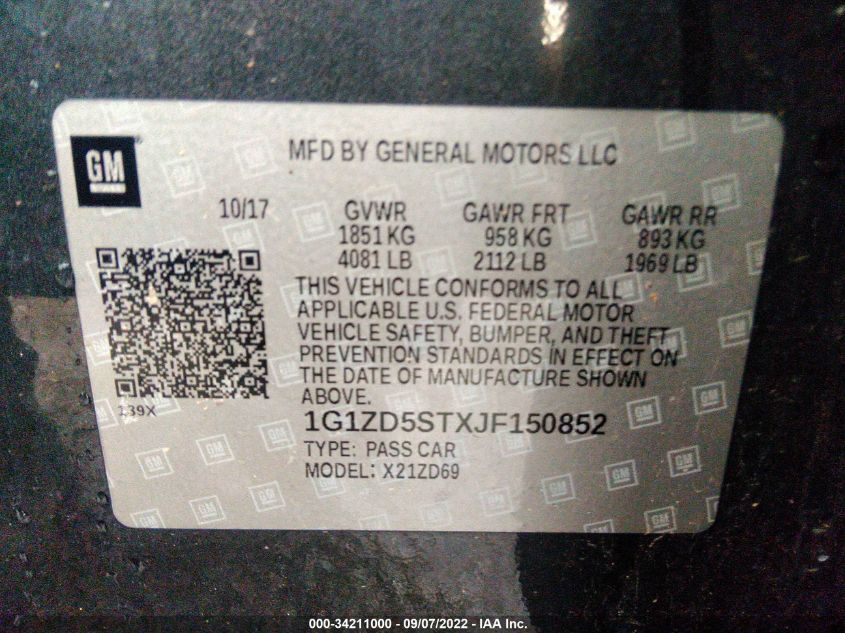 GM
MFD BY GENERAL MOTORS LLC
10/17 GVWR GAWR FRT GAWR RR
1851 KG 958 KG 893 KG
4081 LB 2112 LB 1969 LB
THIS VEHICLE CONFORMS TO ALL
APPLICABLE U.S. FEDERAL MOTOR
VEHICLE SAFETY, BUMPER, AND THEFT
PREVENTION STANDARDS IN EFFECT ON
THE DATE OF MANUFACTURE SHOWN
ABOVE.
139X
1G1ZD5STXJF150852
TYPE: PASS CAR
MODEL: X21ZD69
000-34211000 - 09/07/2022 - IAA Inc.